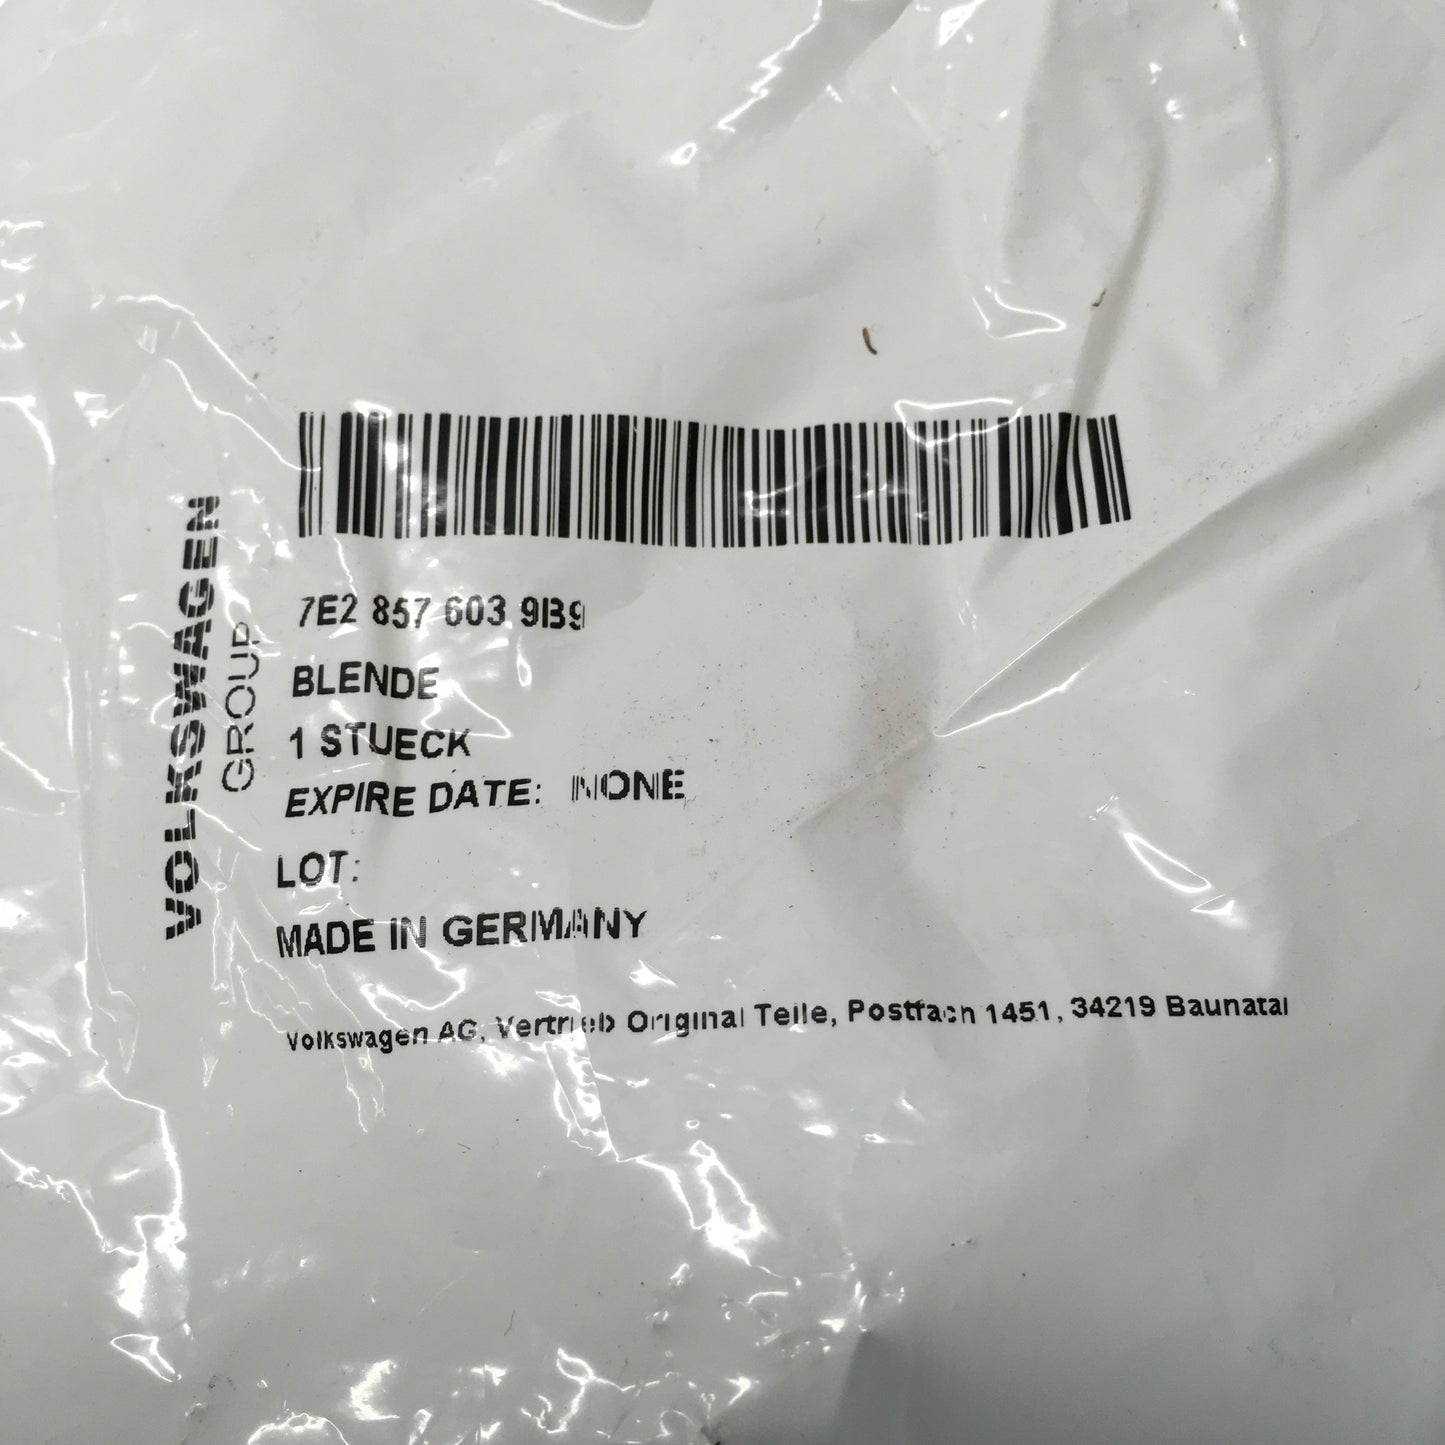 VOLKSWAGEN
GROUP
7E2 857 603 9B9
BLENDE
1 STUECK
EXPIRE DATE: NONE
LOT:
MADE IN GERMANY
Volkswagen AG, Vertrieb Original Teile, Postfach 1451, 34219 Baunatal